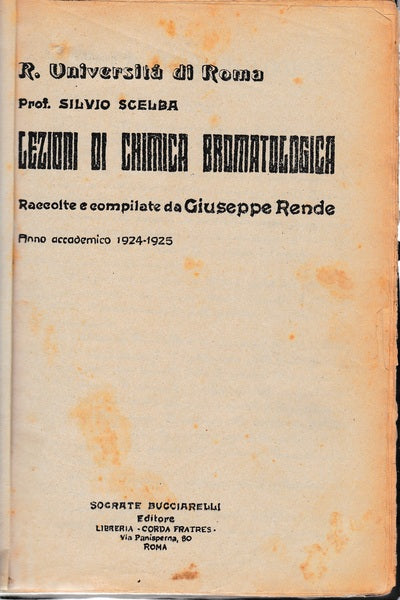 R. Università di Roma
Prof. SILVIO SCELBA
LEZIONI DI CHIMICA BROMATOLOGICA
Raccolte e compilate da Giuseppe Rende
Anno accademico 1924-1925
SOCRATE BUCCIARELLI
Editore
LIBRERIA - CORDA FRATRES -
Via Panisperna, 80
ROMA